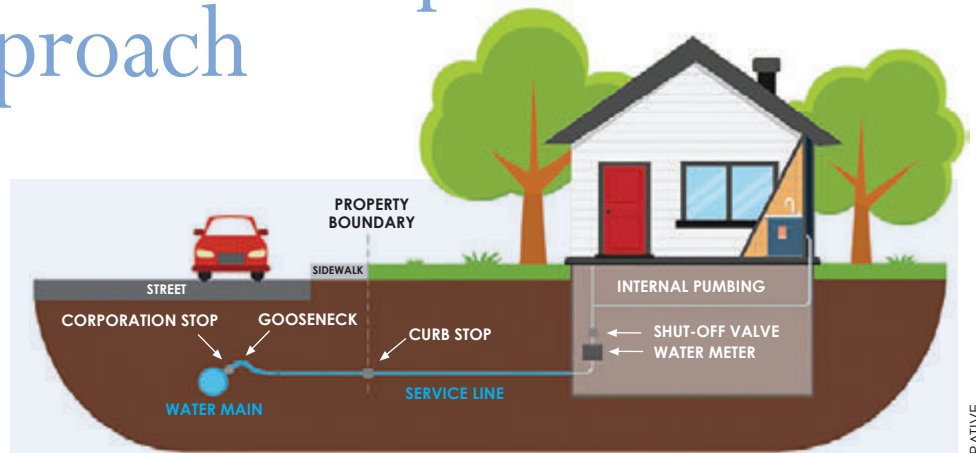 proach
PROPERTY
BOUNDARY
SIDEWALK
STREET
INTERNAL PUMBING
CORPORATION STOP
GOOSENECK
CURB STOP
SHUT-OFF VALVE
WATER METER
SERVICE LINE
WATER MAIN
RATIVE